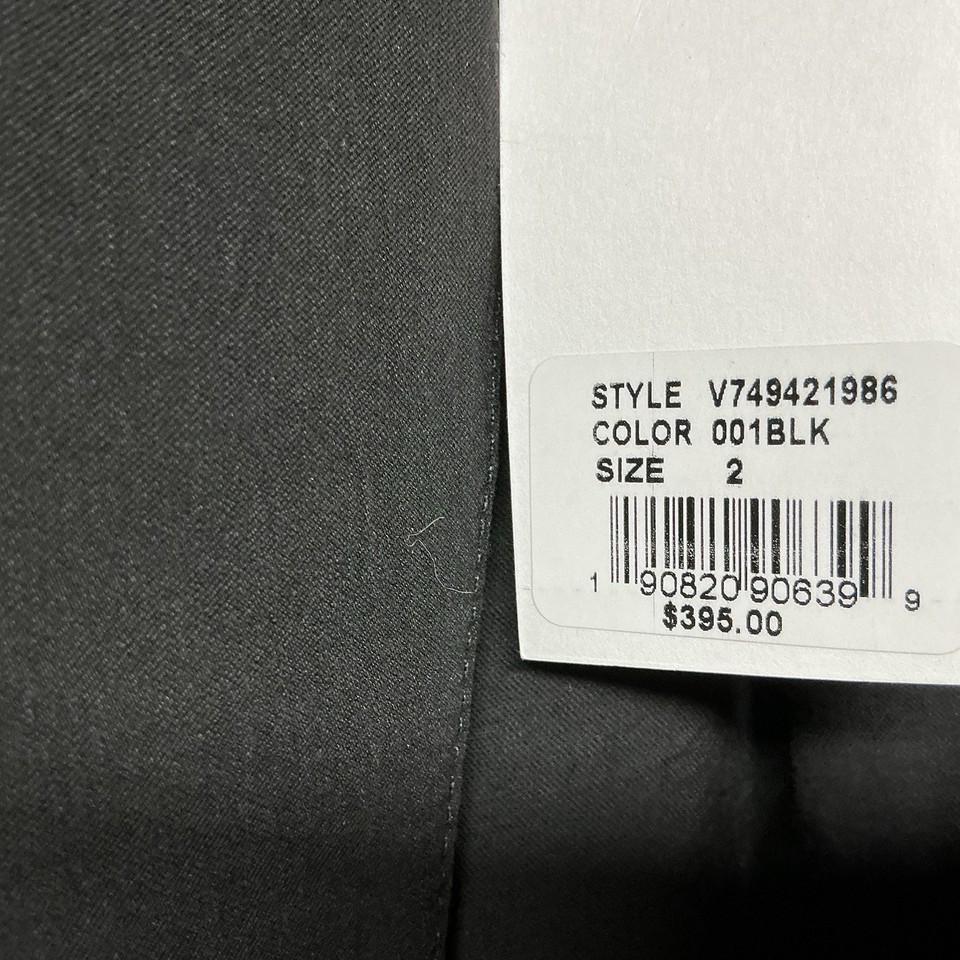 STYLE V749421986
COLOR 001BLK
SIZE 2
1 90820 90639 9
$395.00